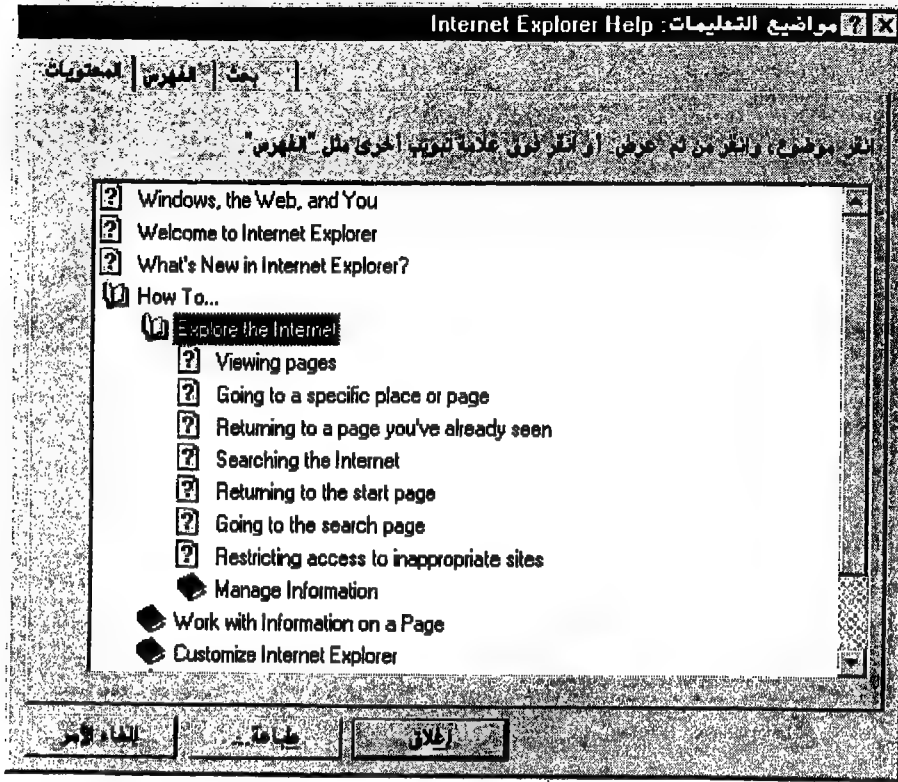 مواضيع التعليمات: Internet Explorer Help
المحتويات الفهرس بحث
انقر موضوع، وانقر من ثم عرض. أو انقر فوق علامة تبويب أخرى مثل "الفهرس".
Windows, the Web, and You
Welcome to Internet Explorer
What's New in Internet Explorer?
How To...
Explore the Internet
Viewing pages
Going to a specific place or page
Returning to a page you've already seen
Searching the Internet
Returning to the start page
Going to the search page
Restricting access to inappropriate sites
Manage Information
Work with Information on a Page
Customize Internet Explorer
إغلاق طباعة... إلغاء الأمر